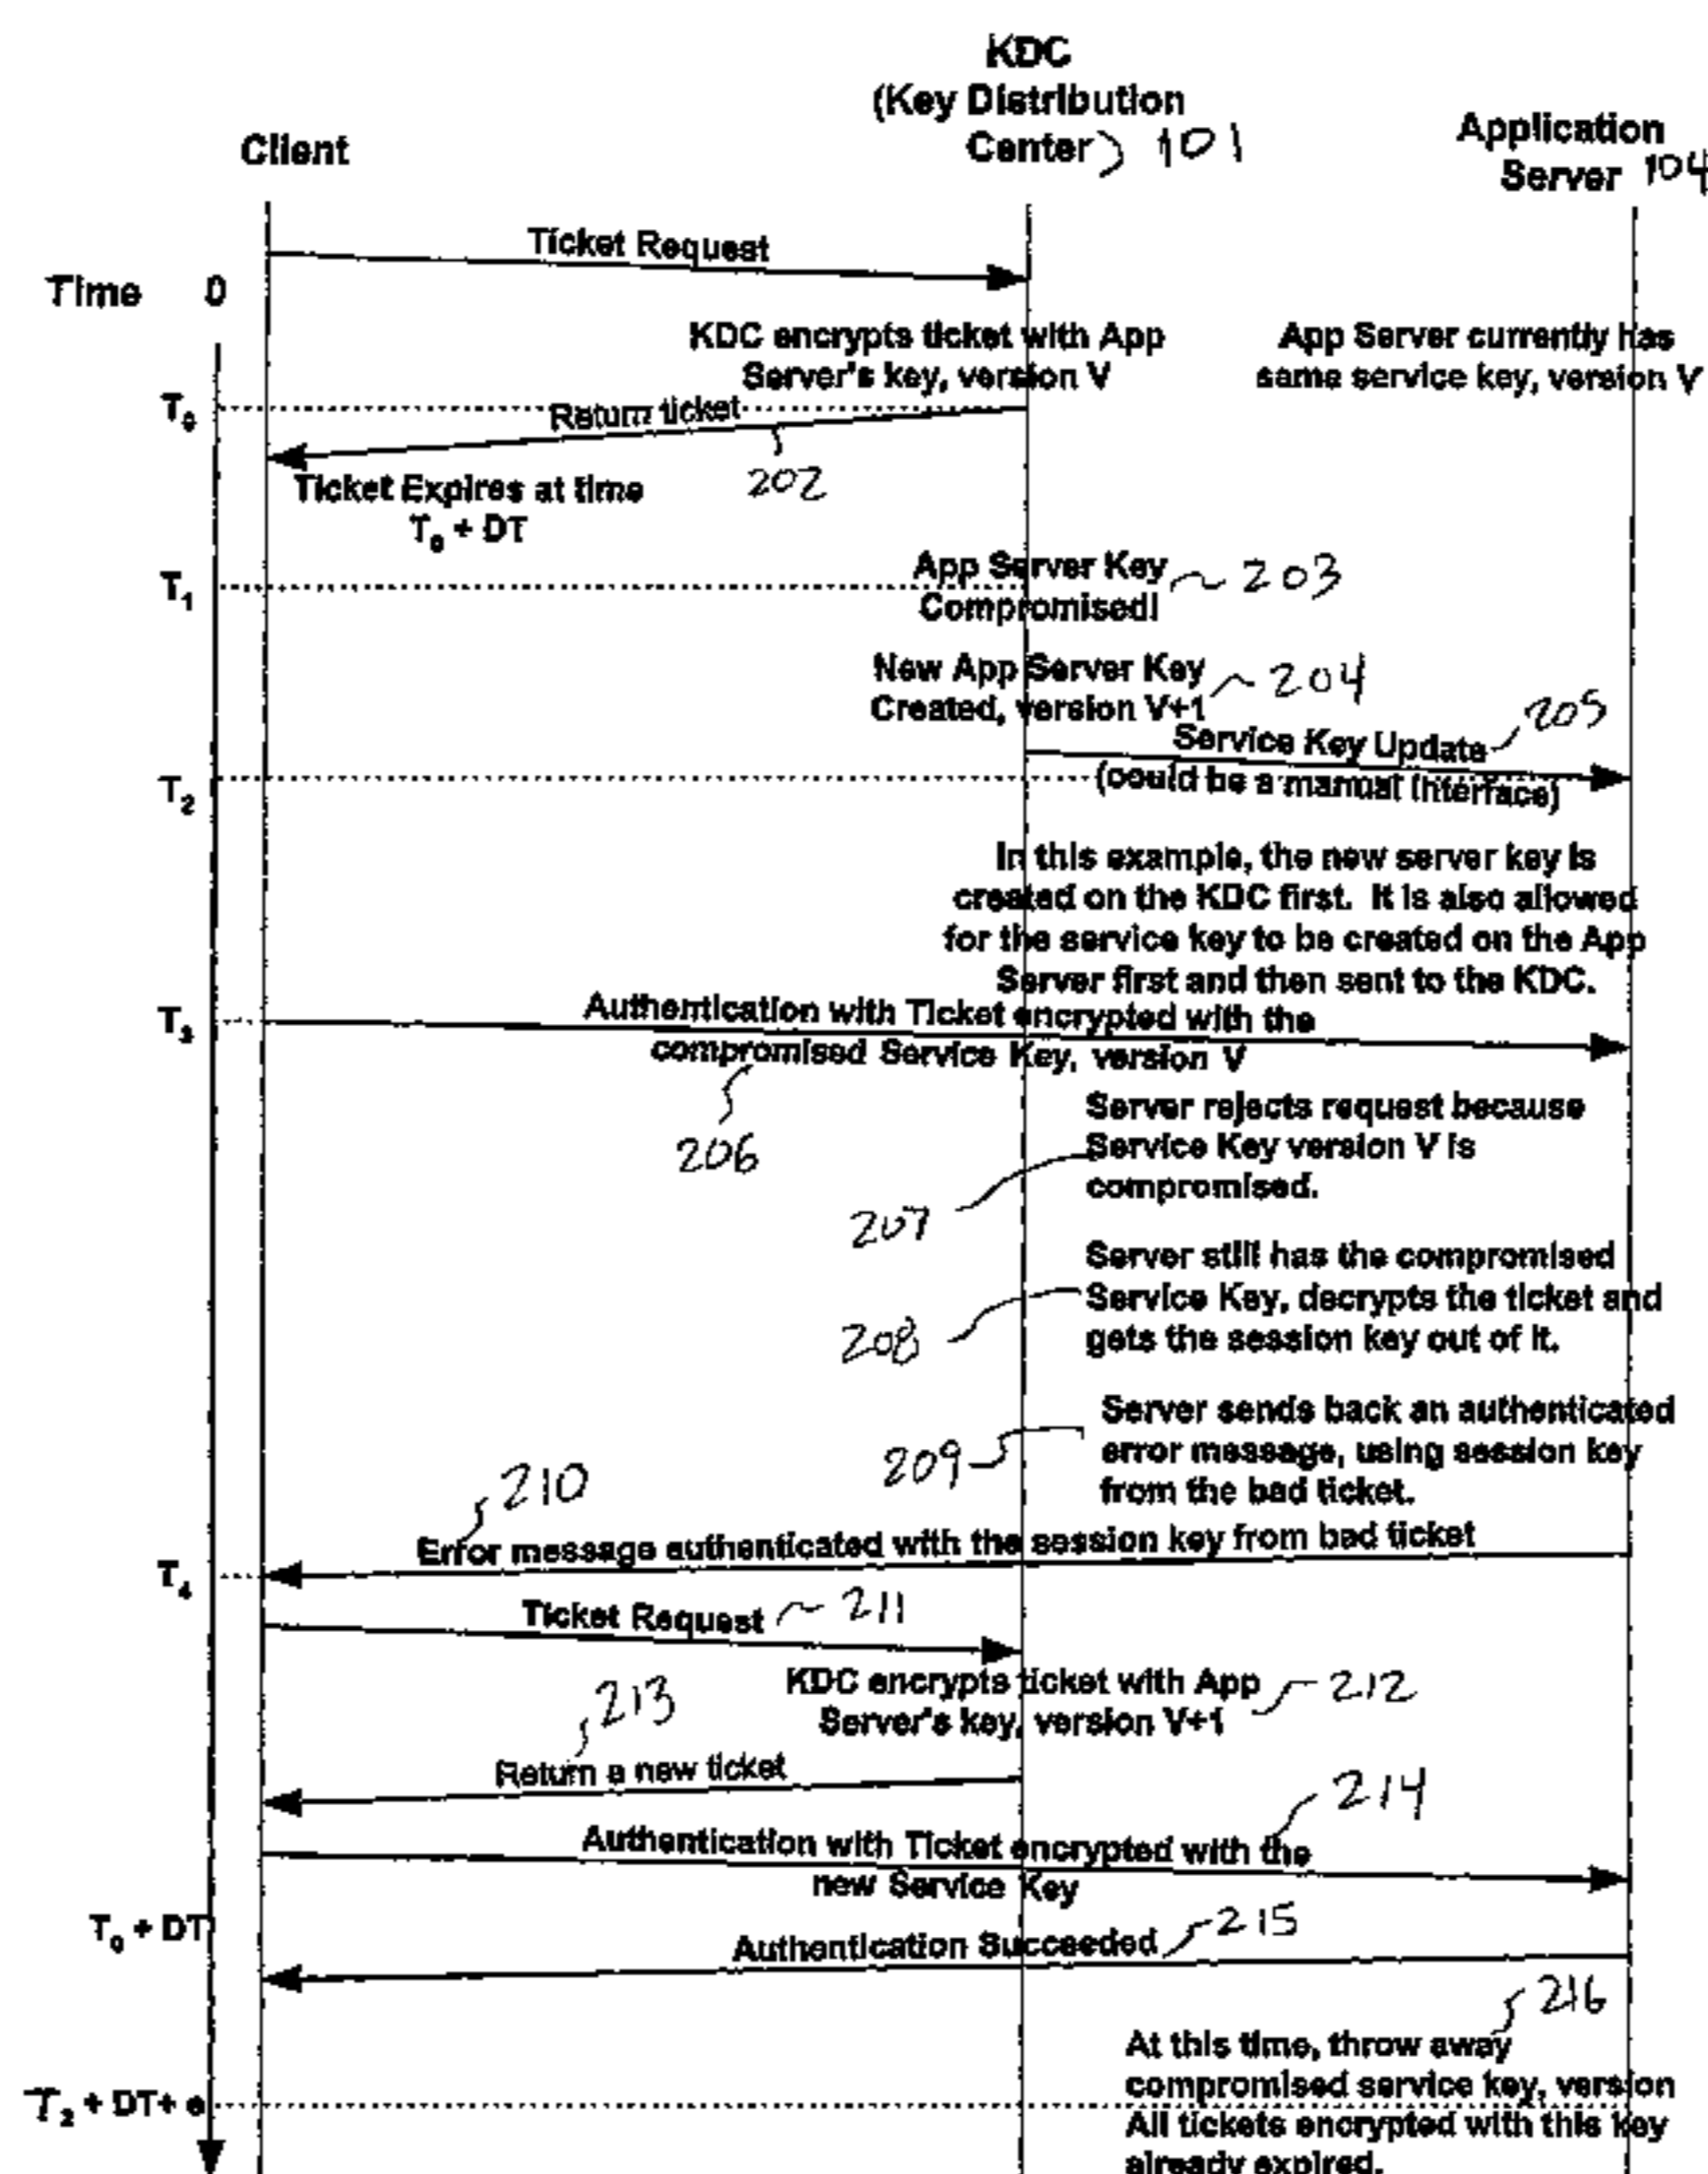 KDC
(Key Distribution
Center) 101
Client
Application
Server 104
Ticket Request
Time 0
KDC encrypts ticket with App
Server's key, version V
App Server currently has
same service key, version V
T0
Return ticket
202
Ticket Expires at time
T0 + DT
App Server Key
Compromised!
203
T1
New App Server Key
Created, version V+1
204
205
Service Key Update
(could be a manual interface)
T2
In this example, the new server key is
created on the KDC first. It is also allowed
for the service key to be created on the App
Server first and then sent to the KDC.
T3
Authentication with Ticket encrypted with the
compromised Service Key, version V
206
Server rejects request because
Service Key version V is
compromised.
207
Server still has the compromised
Service Key, decrypts the ticket and
gets the session key out of it.
208
Server sends back an authenticated
error message, using session key
from the bad ticket.
209
210
Error message authenticated with the session key from bad ticket
T4
Ticket Request 211
KDC encrypts ticket with App
Server's key, version V+1
212
213
Return a new ticket
214
Authentication with Ticket encrypted with the
new Service Key
T0 + DT
215
Authentication Succeeded
216
At this time, throw away
compromised service key, version
T2 + DT+ e
All tickets encrypted with this key
already expired.